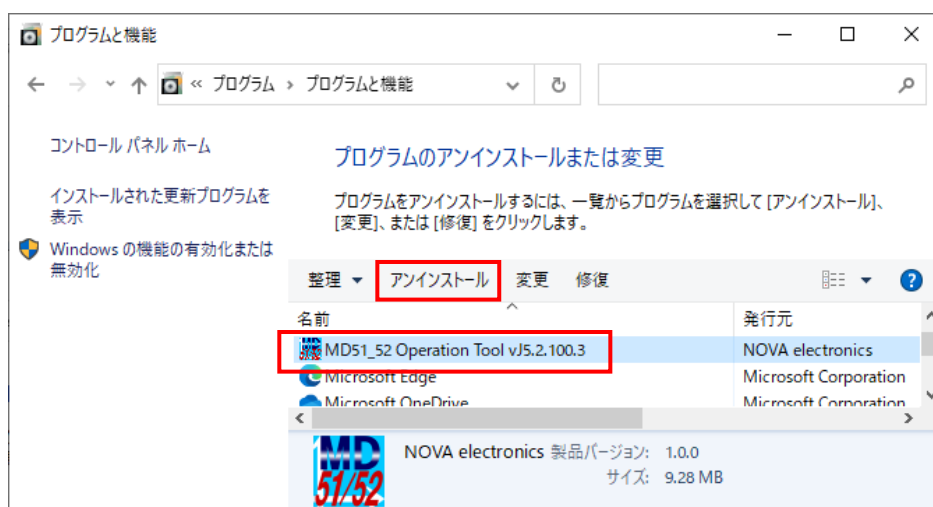 プログラムと機能
« プログラム › プログラムと機能
コントロール パネル ホーム
インストールされた更新プログラムを
表示
Windows の機能の有効化または
無効化
プログラムのアンインストールまたは変更
プログラムをアンインストールするには、一覧からプログラムを選択して [アンインストール]、
[変更]、または [修復] をクリックします。
整理 アンインストール 変更 修復
名前 発行元
MD51_52 Operation Tool vJ5.2.100.3 NOVA electronics
Microsoft Edge Microsoft Corporation
Microsoft OneDrive Microsoft Corporation
MD
51/52
NOVA electronics 製品バージョン: 1.0.0
サイズ: 9.28 MB